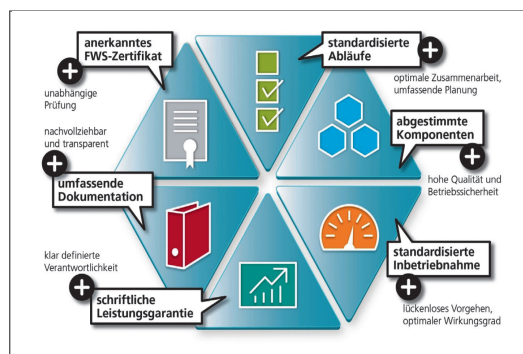 anerkanntes
FWS-Zertifikat
unabhängige
Prüfung
standardisierte
Abläufe
optimale Zusammenarbeit,
umfassende Planung
abgestimmte
Komponenten
hohe Qualität und
Betriebssicherheit
standardisierte
Inbetriebnahme
lückenloses Vorgehen,
optimaler Wirkungsgrad
schriftliche
Leistungsgarantie
klar definierte
Verantwortlichkeit
umfassende
Dokumentation
nachvollziehbar
und transparent